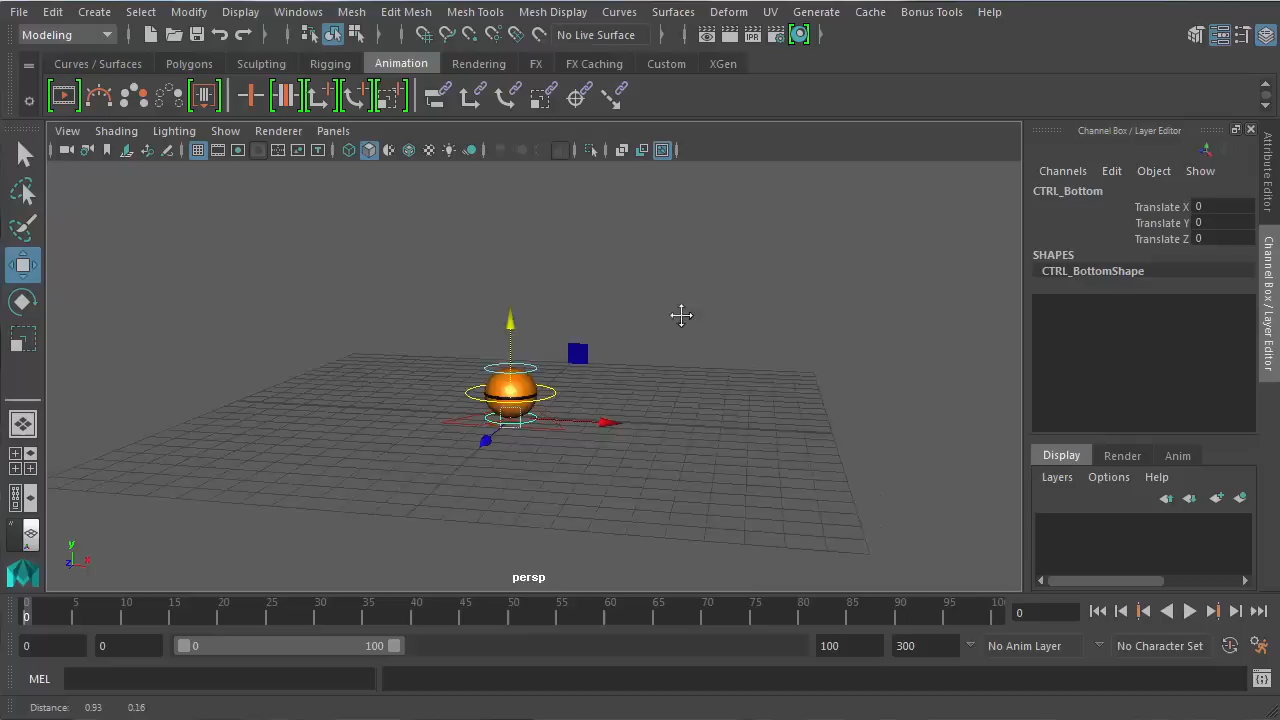 File Edit Create Select Modify Display Windows Mesh Edit Mesh Mesh Tools Mesh Display Curves Surfaces Deform UV Generate Cache Bonus Tools Help
Modeling No Live Surface
Curves / Surfaces Polygons Sculpting Rigging Animation Rendering FX FX Caching Custom XGen
View Shading Lighting Show Renderer Panels
Channel Box / Layer Editor
Channels Edit Object Show
CTRL_Bottom
Translate X 0
Translate Y 0
Translate Z 0
SHAPES
CTRL_BottomShape
Attribute Editor
Channel Box / Layer Editor
Display Render Anim
Layers Options Help
y
z x
persp
0 5 10 15 20 25 30 35 40 45 50 55 60 65 70 75 80 85 90 95 10
0 0
0 0 0 100 100 300 No Anim Layer No Character Set
MEL
Distance: 0.93 0.16